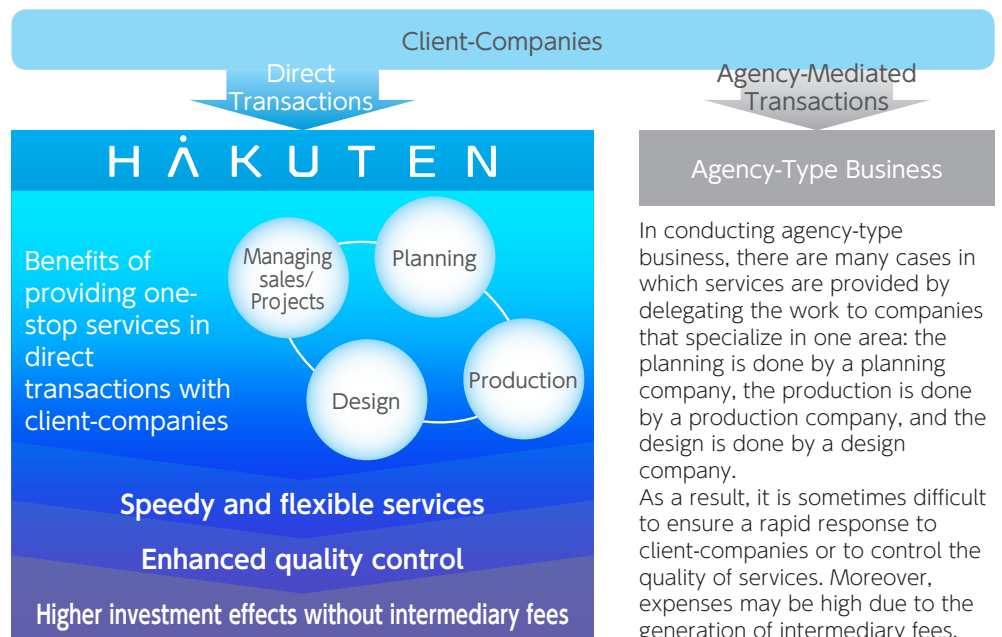 Client-Companies
Direct
Transactions
Agency-Mediated
Transactions
HAKUTEN
Benefits of
providing one-
stop services in
direct
transactions with
client-companies
Managing
sales/
Projects
Planning
Design
Production
Speedy and flexible services
Enhanced quality control
Higher investment effects without intermediary fees
Agency-Type Business
In conducting agency-type
business, there are many cases in
which services are provided by
delegating the work to companies
that specialize in one area: the
planning is done by a planning
company, the production is done
by a production company, and the
design is done by a design
company.
As a result, it is sometimes difficult
to ensure a rapid response to
client-companies or to control the
quality of services. Moreover,
expenses may be high due to the
generation of intermediary fees.